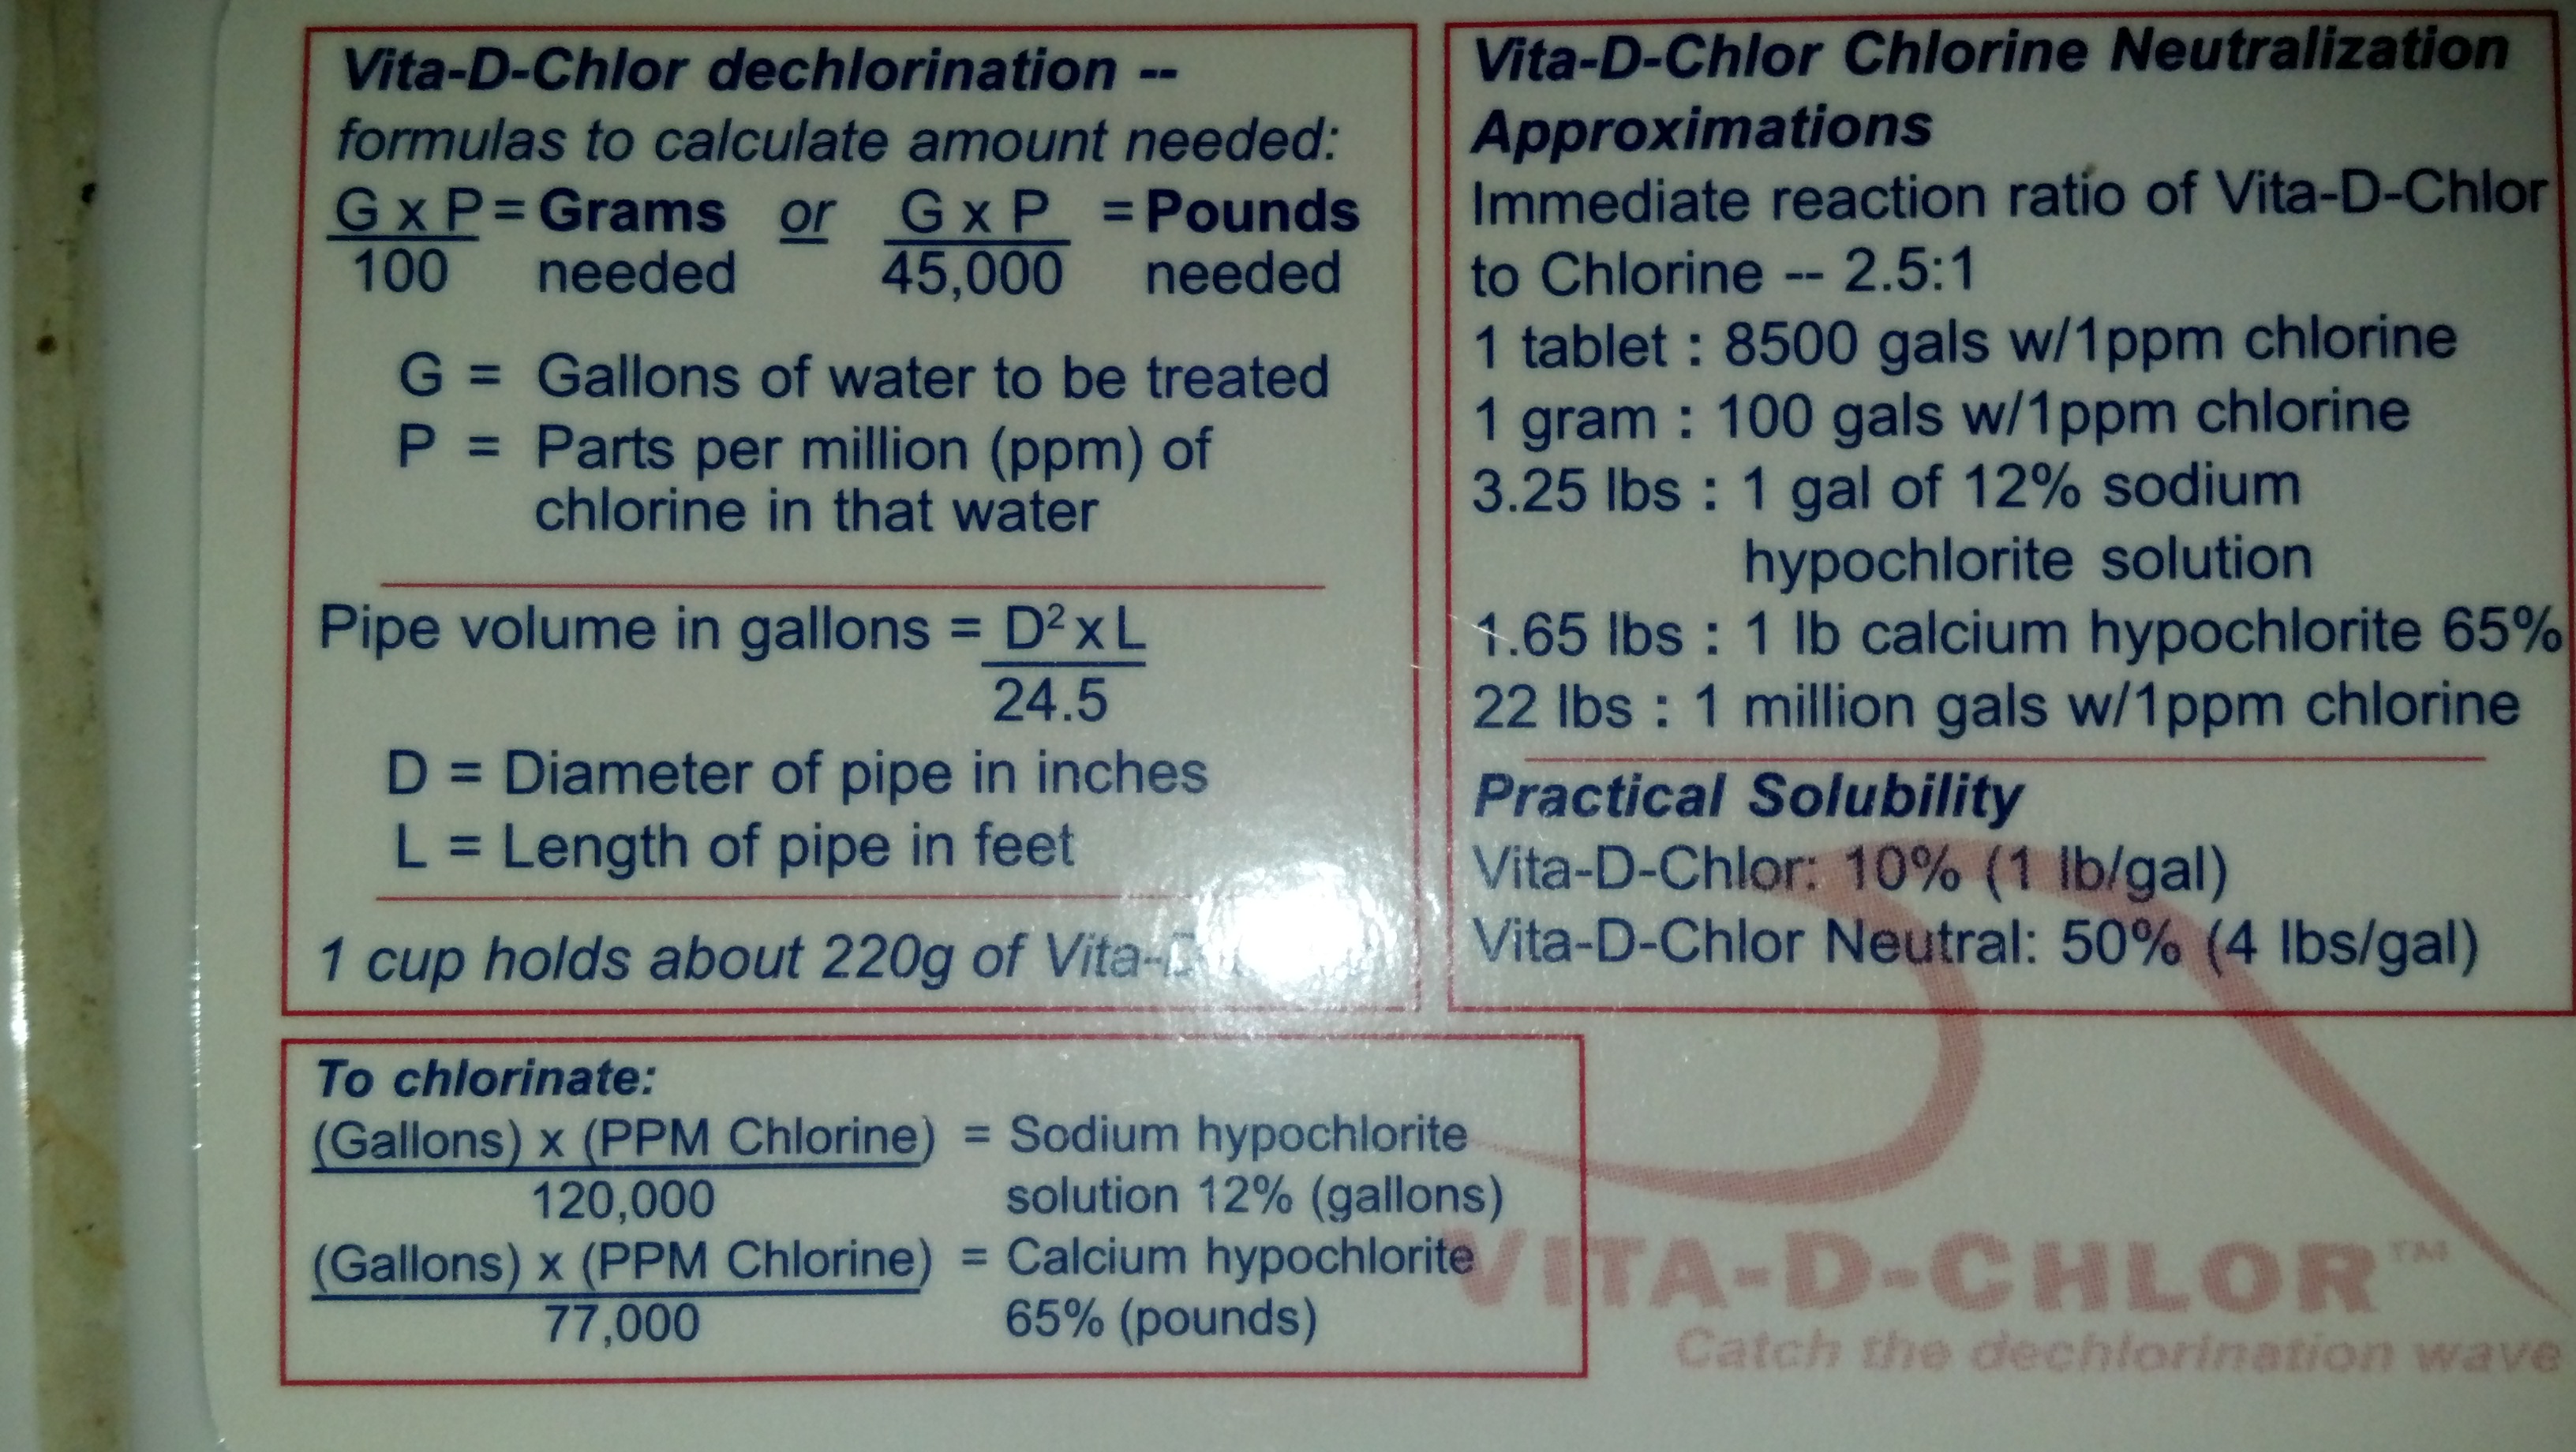 Vita-D-Chlor dechlorination --
formulas to calculate amount needed:
G x P = Grams or G x P = Pounds
100 needed 45,000 needed
G = Gallons of water to be treated
P = Parts per million (ppm) of
chlorine in that water
Pipe volume in gallons = D² x L
24.5
D = Diameter of pipe in inches
L = Length of pipe in feet
1 cup holds about 220g of
Vita-D-Chlor Chlorine Neutralization
Approximations
Immediate reaction ratio of Vita-D-Chlor
to Chlorine -- 2.5:1
1 tablet : 8500 gals w/1ppm chlorine
1 gram : 100 gals w/1ppm chlorine
3.25 lbs : 1 gal of 12% sodium
hypochlorite solution
1.65 lbs : 1 lb calcium hypochlorite 65%
22 lbs : 1 million gals w/1ppm chlorine
Practical Solubility
Vita-D-Chlor: 10% (1 lb/gal)
Vita-D-Chlor Neutral: 50% (4 lbs/gal)
To chlorinate:
(Gallons) x (PPM Chlorine) = Sodium hypochlorite
120,000 solution 12% (gallons)
(Gallons) x (PPM Chlorine) = Calcium hypochlorite
77,000 65% (pounds)
VITA-D-CHLOR™
Catch the dechlorination wave